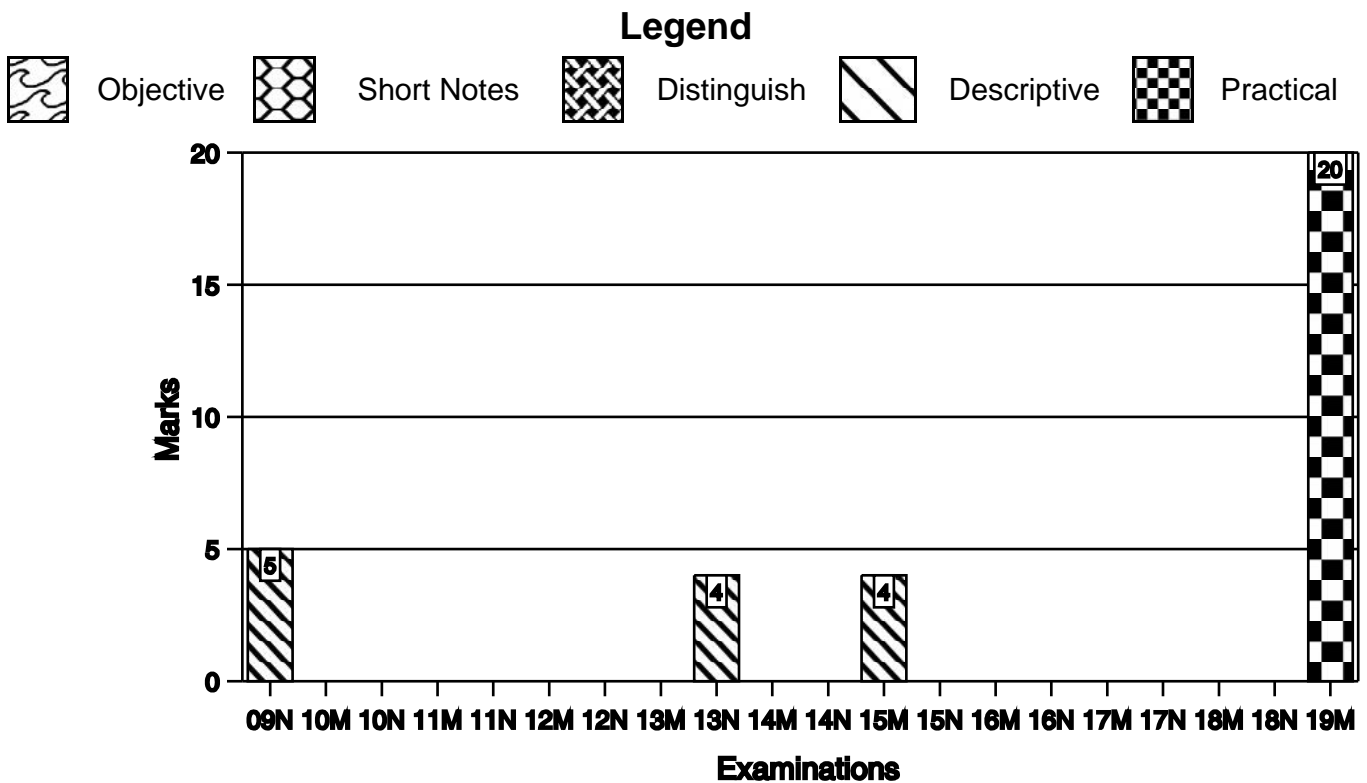 Legend
Objective Short Notes Distinguish Descriptive Practical
20
20
15
Marks
10
5
5
4
4
0
09N 10M 10N 11M 11N 12M 12N 13M 13N 14M 14N 15M 15N 16M 16N 17M 17N 18M 18N 19M
Examinations